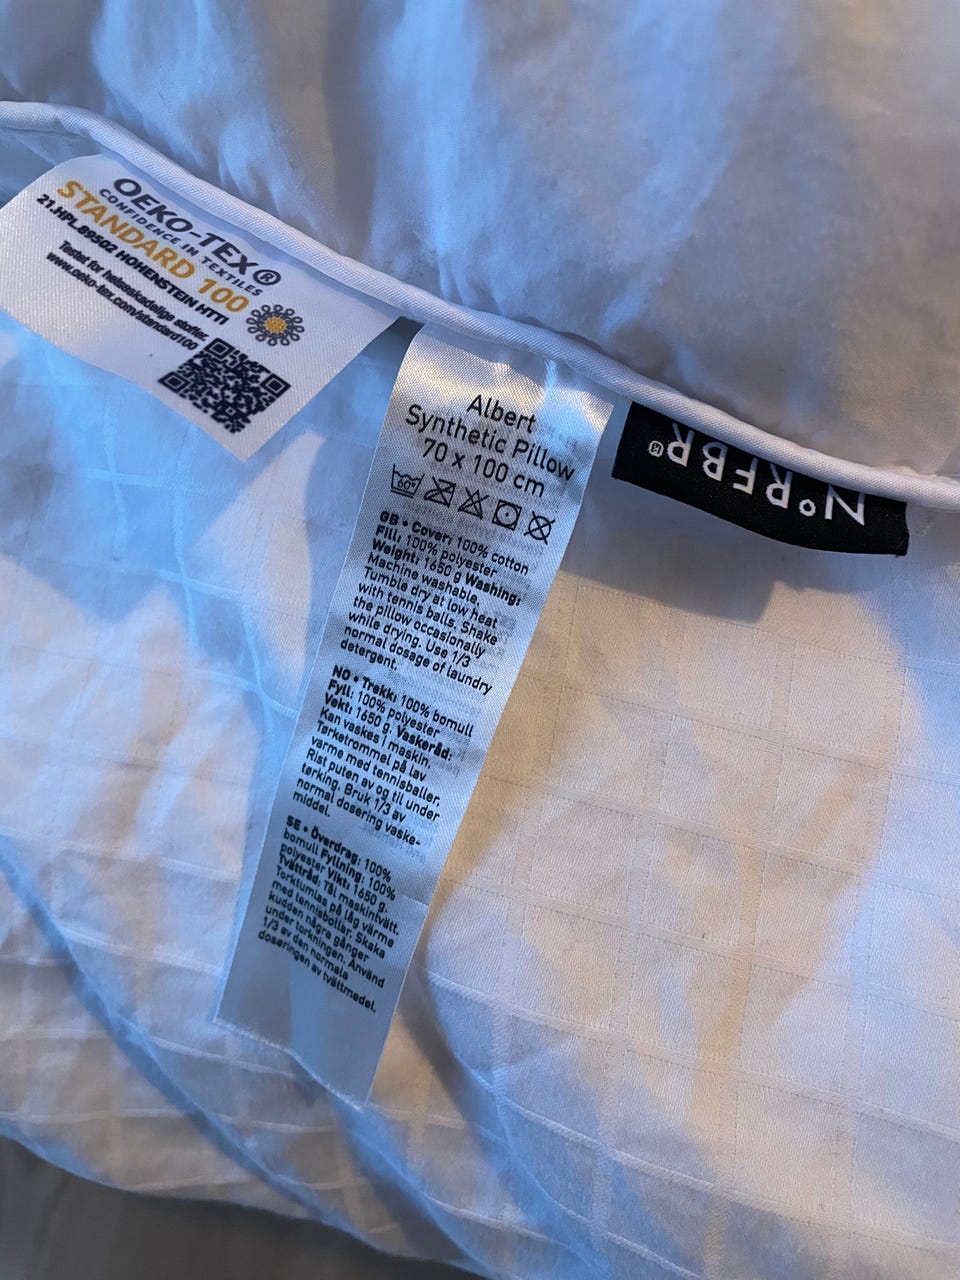 OEKO-TEX®
CONFIDENCE IN TEXTILES
STANDARD 100
21.HPL.89502 HOHENSTEIN HTTI
Testet for helseskadelige stoffer.
www.oeko-tex.com/standard100
Albert
Synthetic Pillow
70 x 100 cm
60°
GB • Cover: 100% cotton
Fill: 100% polyester
Weight: 1650 g Washing:
Machine washable.
Tumble dry at low heat
with tennis balls. Shake
the pillow occasionally
while drying. Use 1/3
normal dosage of laundry
detergent.
NO • Trekk: 100% bomull
Fyll: 100% polyester
Vekt: 1650 g. Vaskeråd:
Kan vaskes i maskin.
Tørketrommel på lav
varme med tennisballer.
Rist puten av og til under
tørking. Bruk 1/3 av
normal dosering vaske-
middel.
SE • Överdrag: 100%
bomull Fyllning: 100%
polyester Vikt: 1650 g.
Tvättråd: Tål maskintvätt.
Torktumlas på låg värme
med tennisbollar. Skaka
kudden några gånger
under torkningen. Använd
1/3 av den normala
doseringen av tvättmedel.